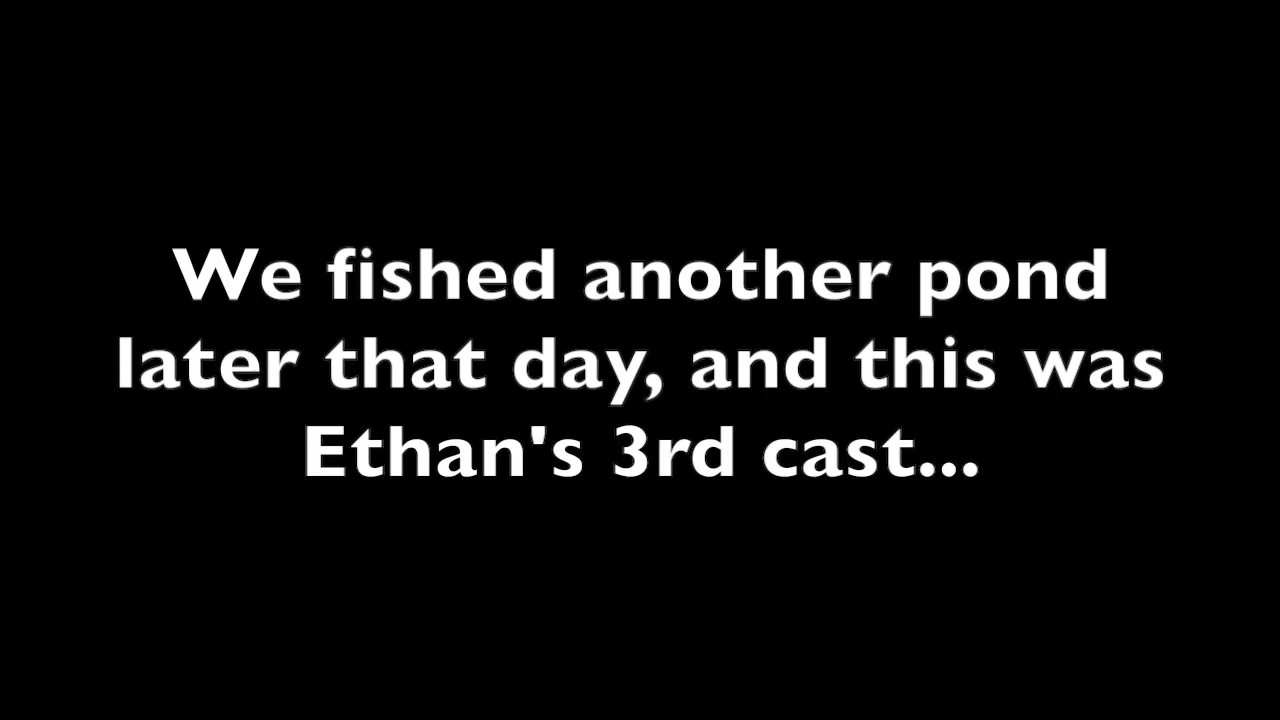 We fished another pond
later that day, and this was
Ethan's 3rd cast...